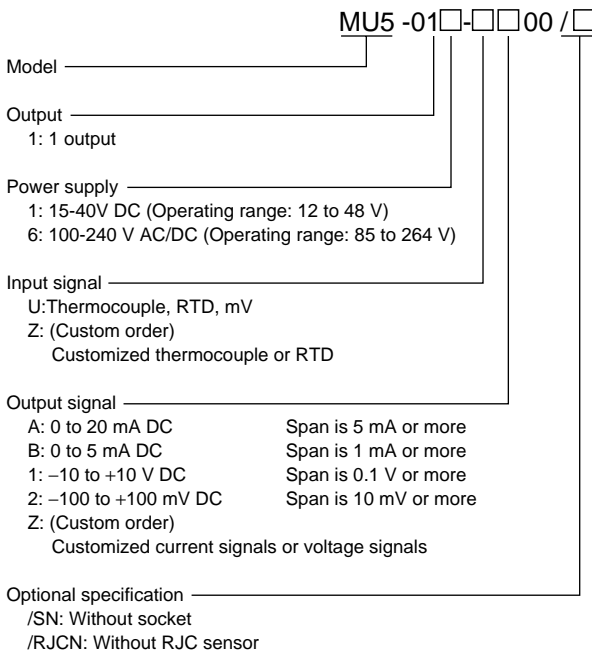 MU5 -01□-□□00 /□
Model
Output
1: 1 output
Power supply
1: 15-40V DC (Operating range: 12 to 48 V)
6: 100-240 V AC/DC (Operating range: 85 to 264 V)
Input signal
U:Thermocouple, RTD, mV
Z: (Custom order)
Customized thermocouple or RTD
Output signal
A: 0 to 20 mA DC Span is 5 mA or more
B: 0 to 5 mA DC Span is 1 mA or more
1: −10 to +10 V DC Span is 0.1 V or more
2: −100 to +100 mV DC Span is 10 mV or more
Z: (Custom order)
Customized current signals or voltage signals
Optional specification
/SN: Without socket
/RJCN: Without RJC sensor